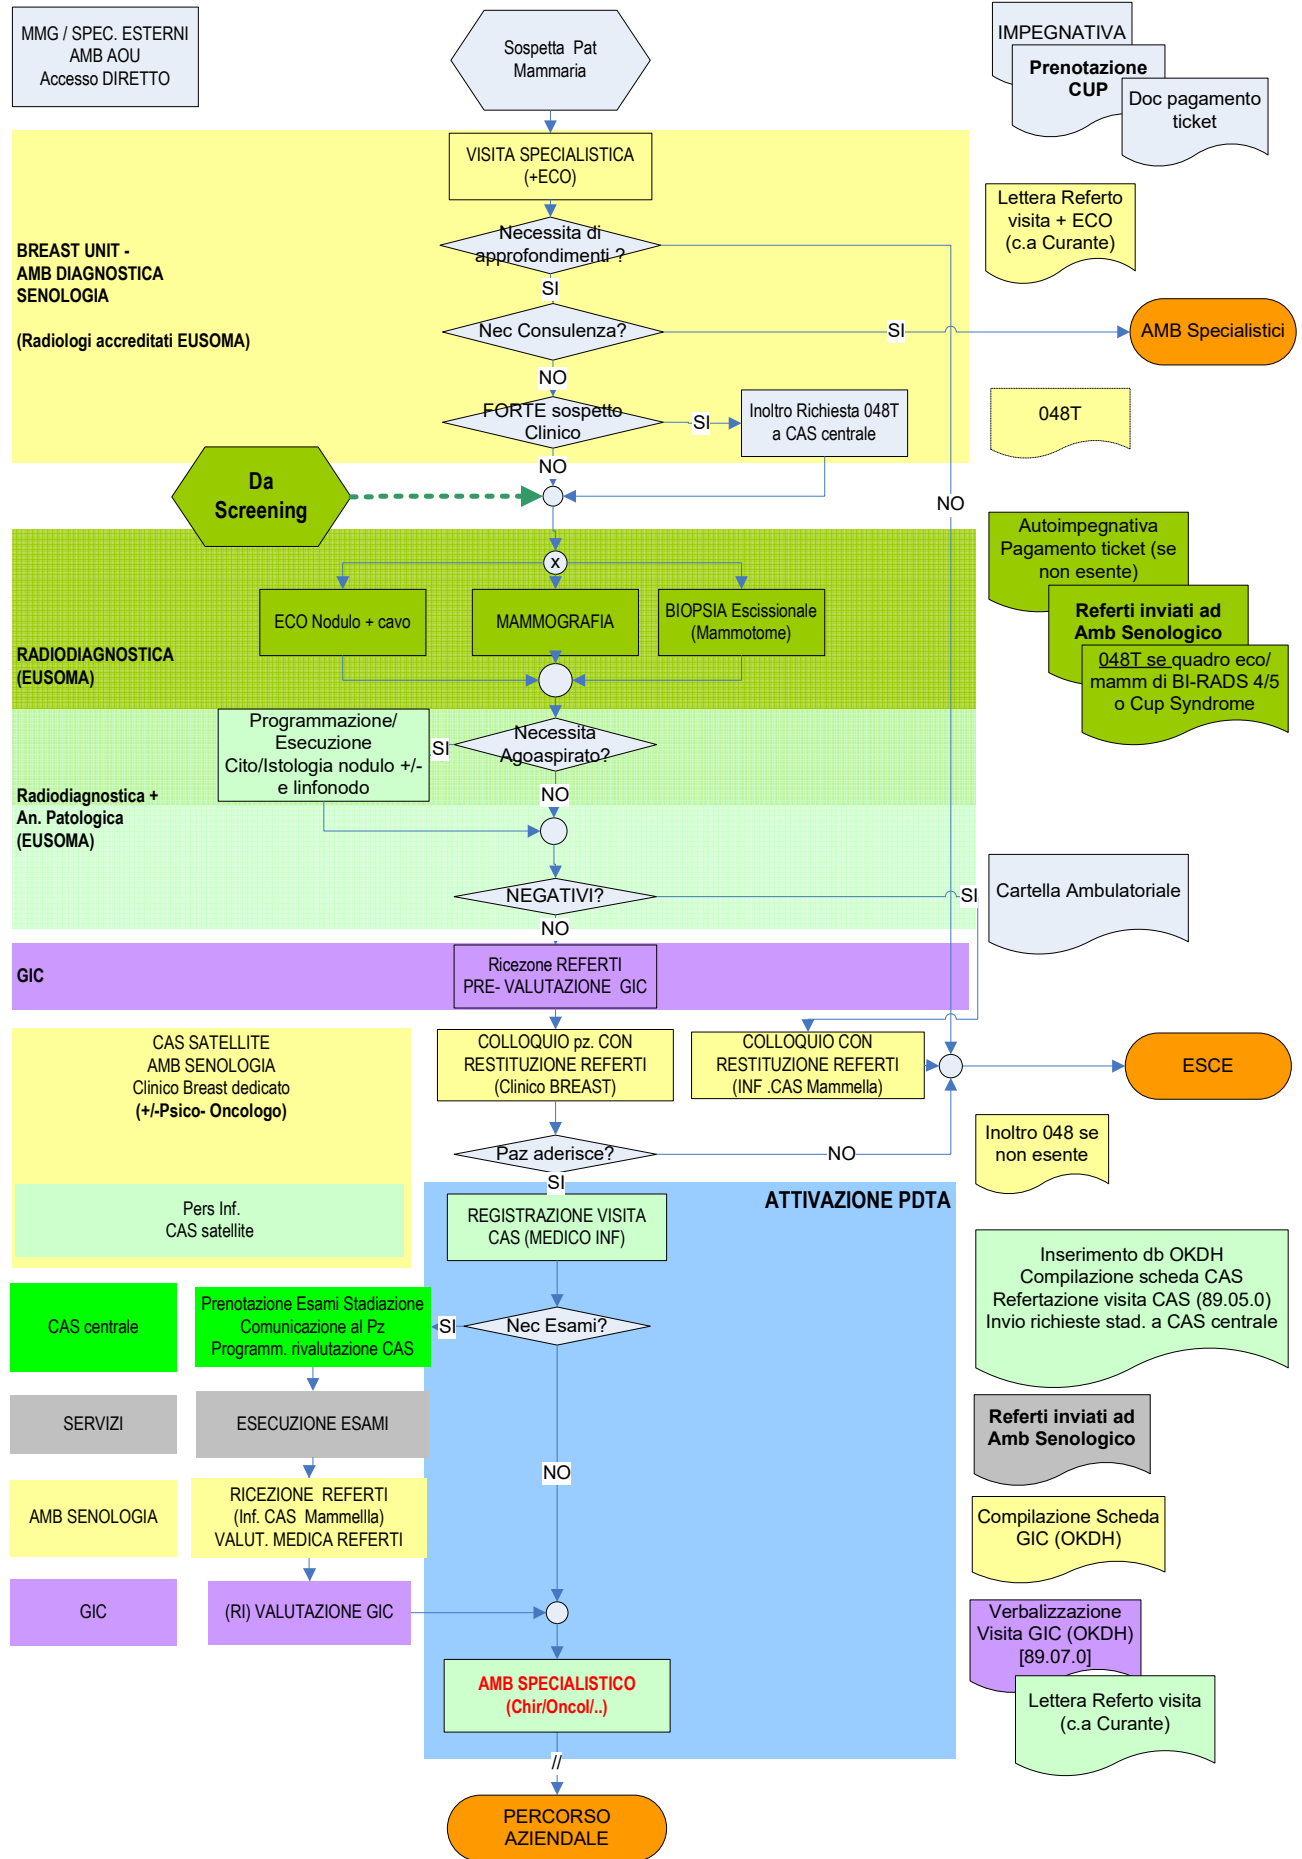 MMG / SPEC. ESTERNI
AMB AOU
Accesso DIRETTO
Sospetta Pat
Mammaria
IMPEGNATIVA
Prenotazione
CUP
Doc pagamento
ticket
VISITA SPECIALISTICA
(+ECO)
Lettera Referto
visita + ECO
(c.a Curante)
BREAST UNIT -
AMB DIAGNOSTICA
SENOLOGIA
(Radiologi accreditati EUSOMA)
Necessita di
approfondimenti ?
SI
Nec Consulenza?
SI
AMB Specialistici
NO
FORTE sospetto
Clinico
SI
Inoltro Richiesta 048T
a CAS centrale
048T
NO
Da
Screening
NO
Autoimpegnativa
Pagamento ticket (se
non esente)
Referti inviati ad
Amb Senologico
048T se quadro eco/
mamm di BI-RADS 4/5
o Cup Syndrome
x
ECO Nodulo + cavo
MAMMOGRAFIA
BIOPSIA Escissionale
(Mammotome)
RADIODIAGNOSTICA
(EUSOMA)
Programmazione/
Esecuzione
Cito/Istologia nodulo +/-
e linfonodo
SI
Necessita
Agoaspirato?
NO
Radiodiagnostica +
An. Patologica
(EUSOMA)
NEGATIVI?
SI
Cartella Ambulatoriale
NO
GIC
Ricezone REFERTI
PRE- VALUTAZIONE GIC
CAS SATELLITE
AMB SENOLOGIA
Clinico Breast dedicato
(+/-Psico- Oncologo)
COLLOQUIO pz. CON
RESTITUZIONE REFERTI
(Clinico BREAST)
COLLOQUIO CON
RESTITUZIONE REFERTI
(INF .CAS Mammella)
ESCE
Paz aderisce?
NO
Inoltro 048 se
non esente
SI
Pers Inf.
CAS satellite
ATTIVAZIONE PDTA
REGISTRAZIONE VISITA
CAS (MEDICO INF)
Inserimento db OKDH
Compilazione scheda CAS
Refertazione visita CAS (89.05.0)
Invio richieste stad. a CAS centrale
CAS centrale
Prenotazione Esami Stadiazione
Comunicazione al Pz
Programm. rivalutazione CAS
SI
Nec Esami?
SERVIZI
ESECUZIONE ESAMI
Referti inviati ad
Amb Senologico
NO
AMB SENOLOGIA
RICEZIONE REFERTI
(Inf. CAS Mammellla)
VALUT. MEDICA REFERTI
Compilazione Scheda
GIC (OKDH)
GIC
(RI) VALUTAZIONE GIC
Verbalizzazione
Visita GIC (OKDH)
[89.07.0]
AMB SPECIALISTICO
(Chir/Oncol/..)
Lettera Referto visita
(c.a Curante)
//
PERCORSO
AZIENDALE